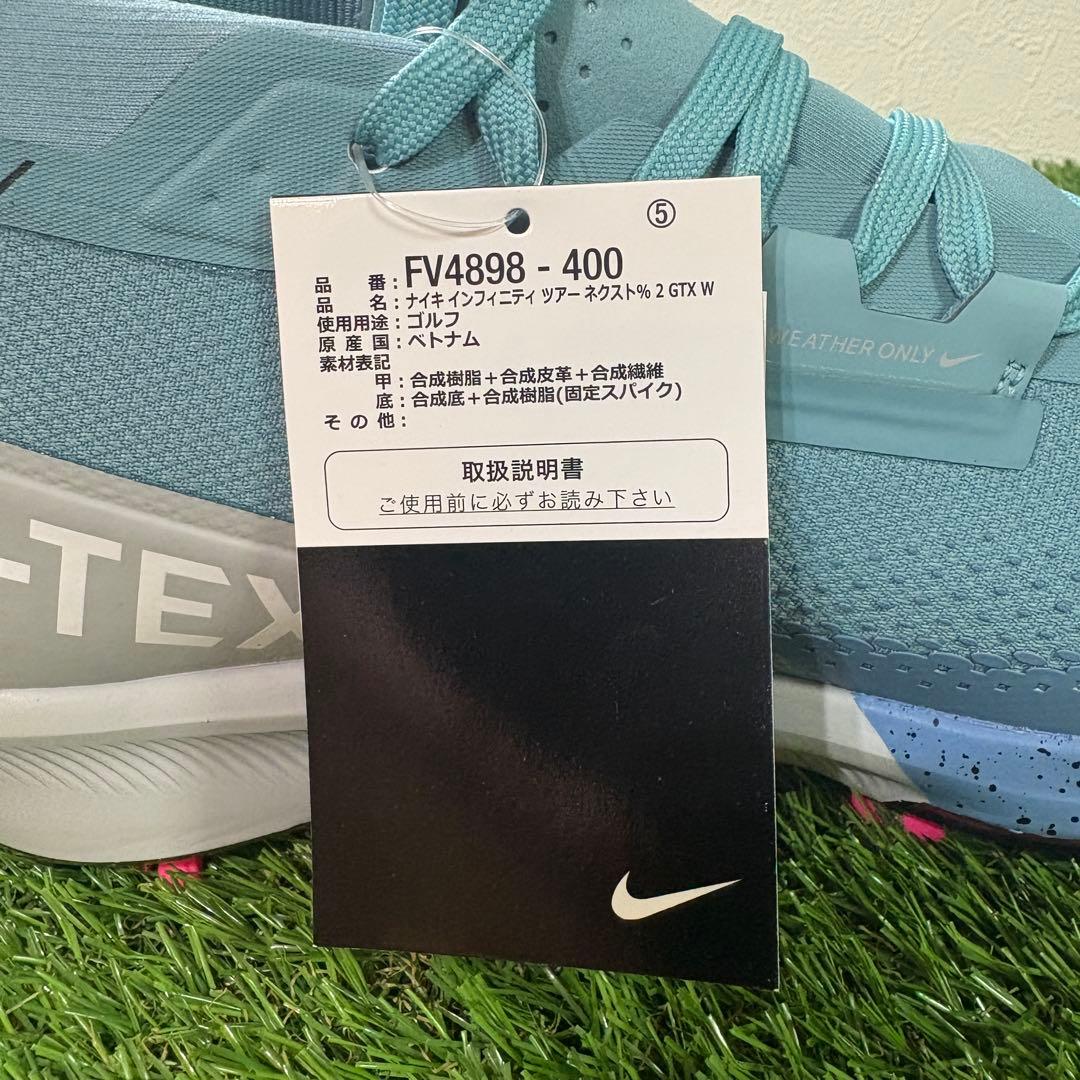 ⑤
品 番 : FV4898 - 400
品 名 : ナイキ インフィニティ ツアー ネクスト% 2 GTX W
使用用途 : ゴルフ
原 産 国 : ベトナム
素材表記
甲 : 合成樹脂＋合成皮革＋合成繊維
底 : 合成底＋合成樹脂(固定スパイク)
そ の 他 :
取扱説明書
ご使用前に必ずお読み下さい
WEATHER ONLY
-TEX